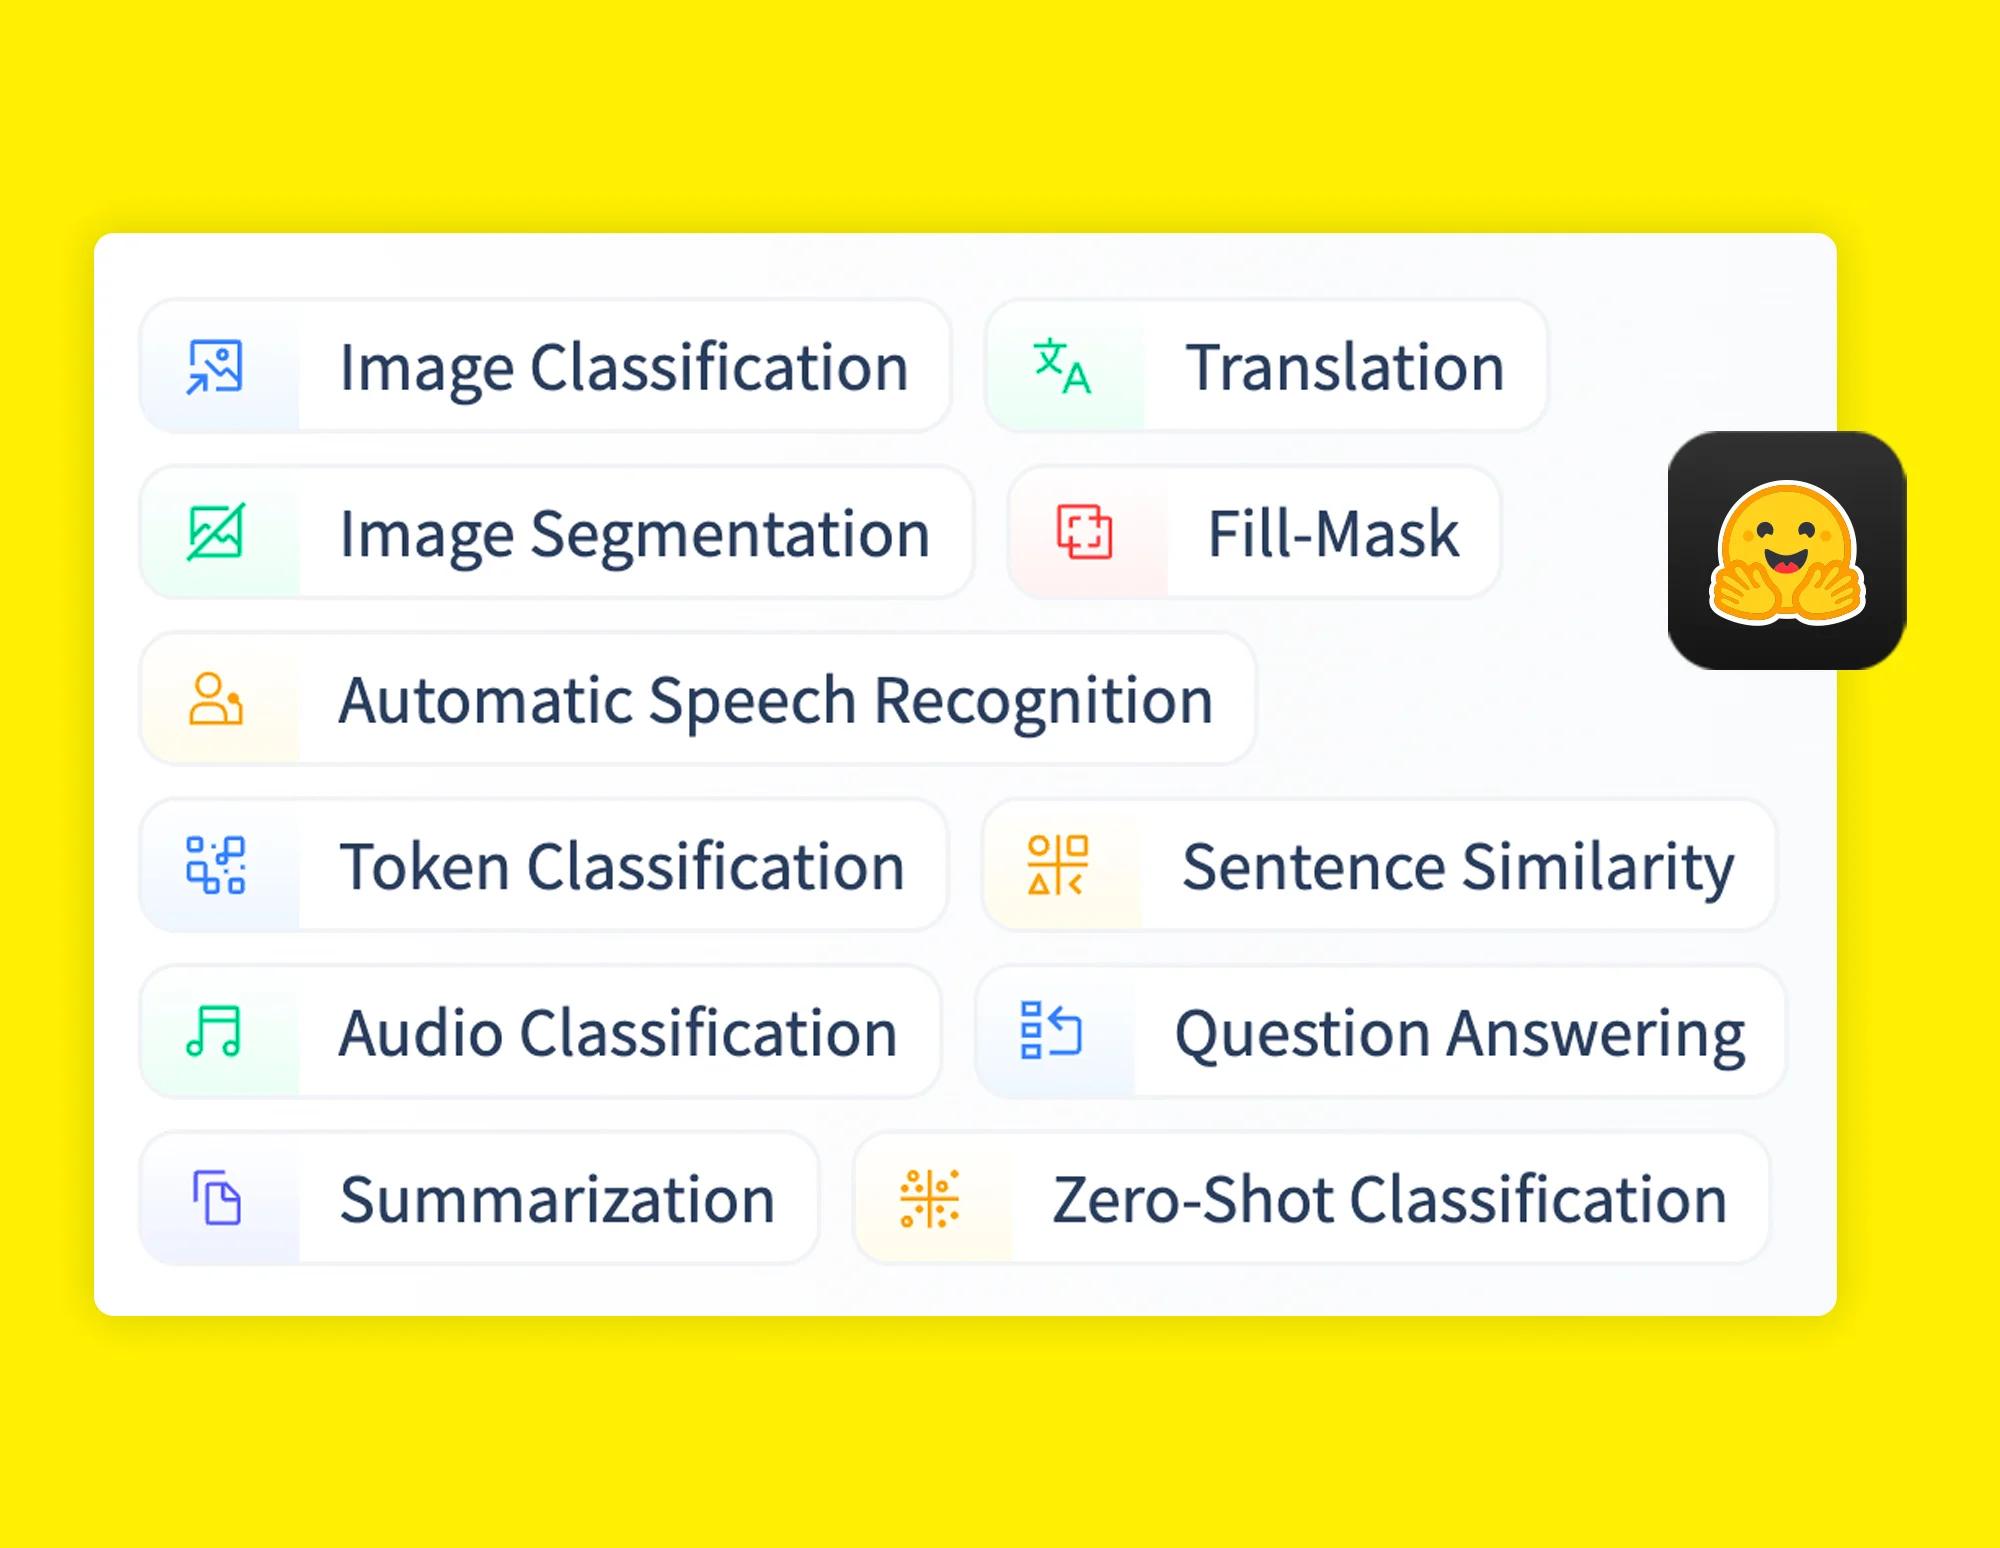 Image Classification
Translation
Image Segmentation
Fill-Mask
Automatic Speech Recognition
Token Classification
Sentence Similarity
Audio Classification
Question Answering
Summarization
Zero-Shot Classification